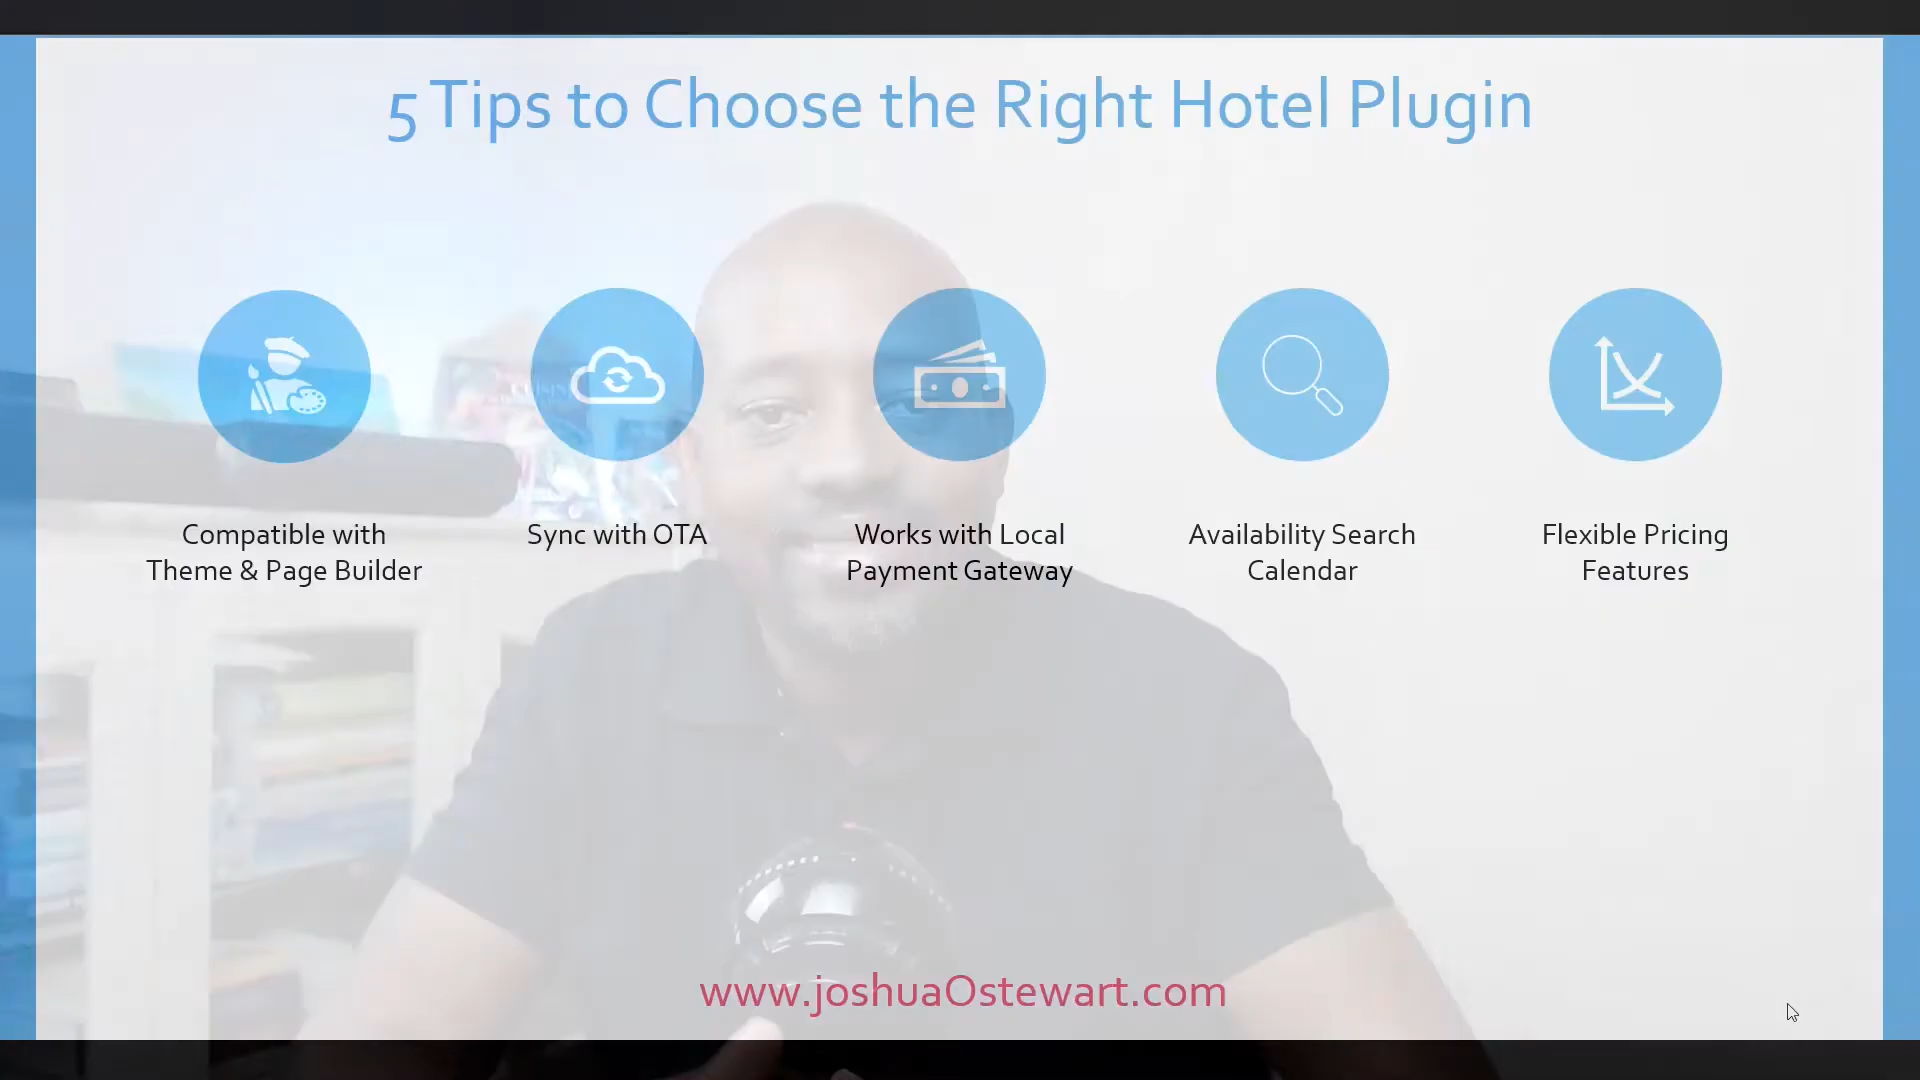 5 Tips to Choose the Right Hotel Plugin
Compatible with
Theme & Page Builder
Sync with OTA
Works with Local
Payment Gateway
Availability Search
Calendar
Flexible Pricing
Features
www.joshuaOstewart.com